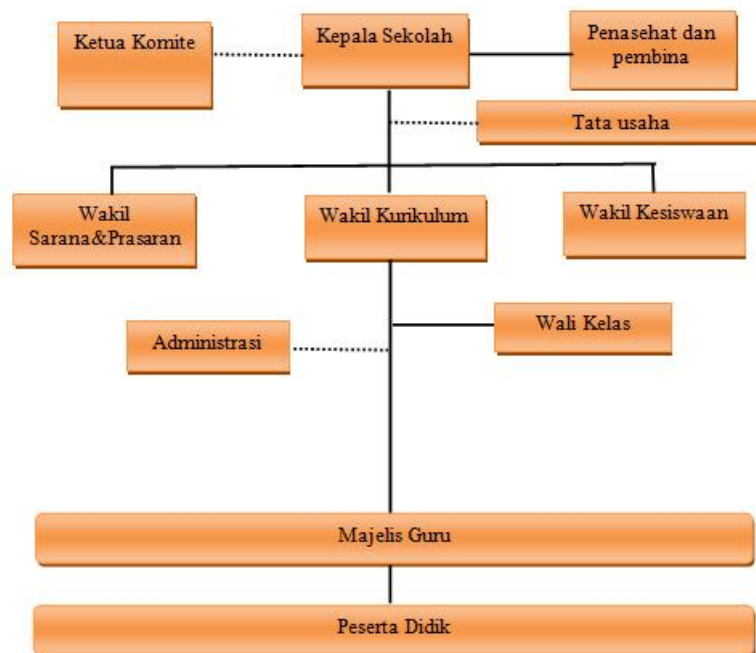 Ketua Komite
Kepala Sekolah
Penasehat dan
pembina
Tata usaha
Wakil
Sarana&Prasaran
Wakil Kurikulum
Wakil Kesiswaan
Administrasi
Wali Kelas
Majelis Guru
Peserta Didik